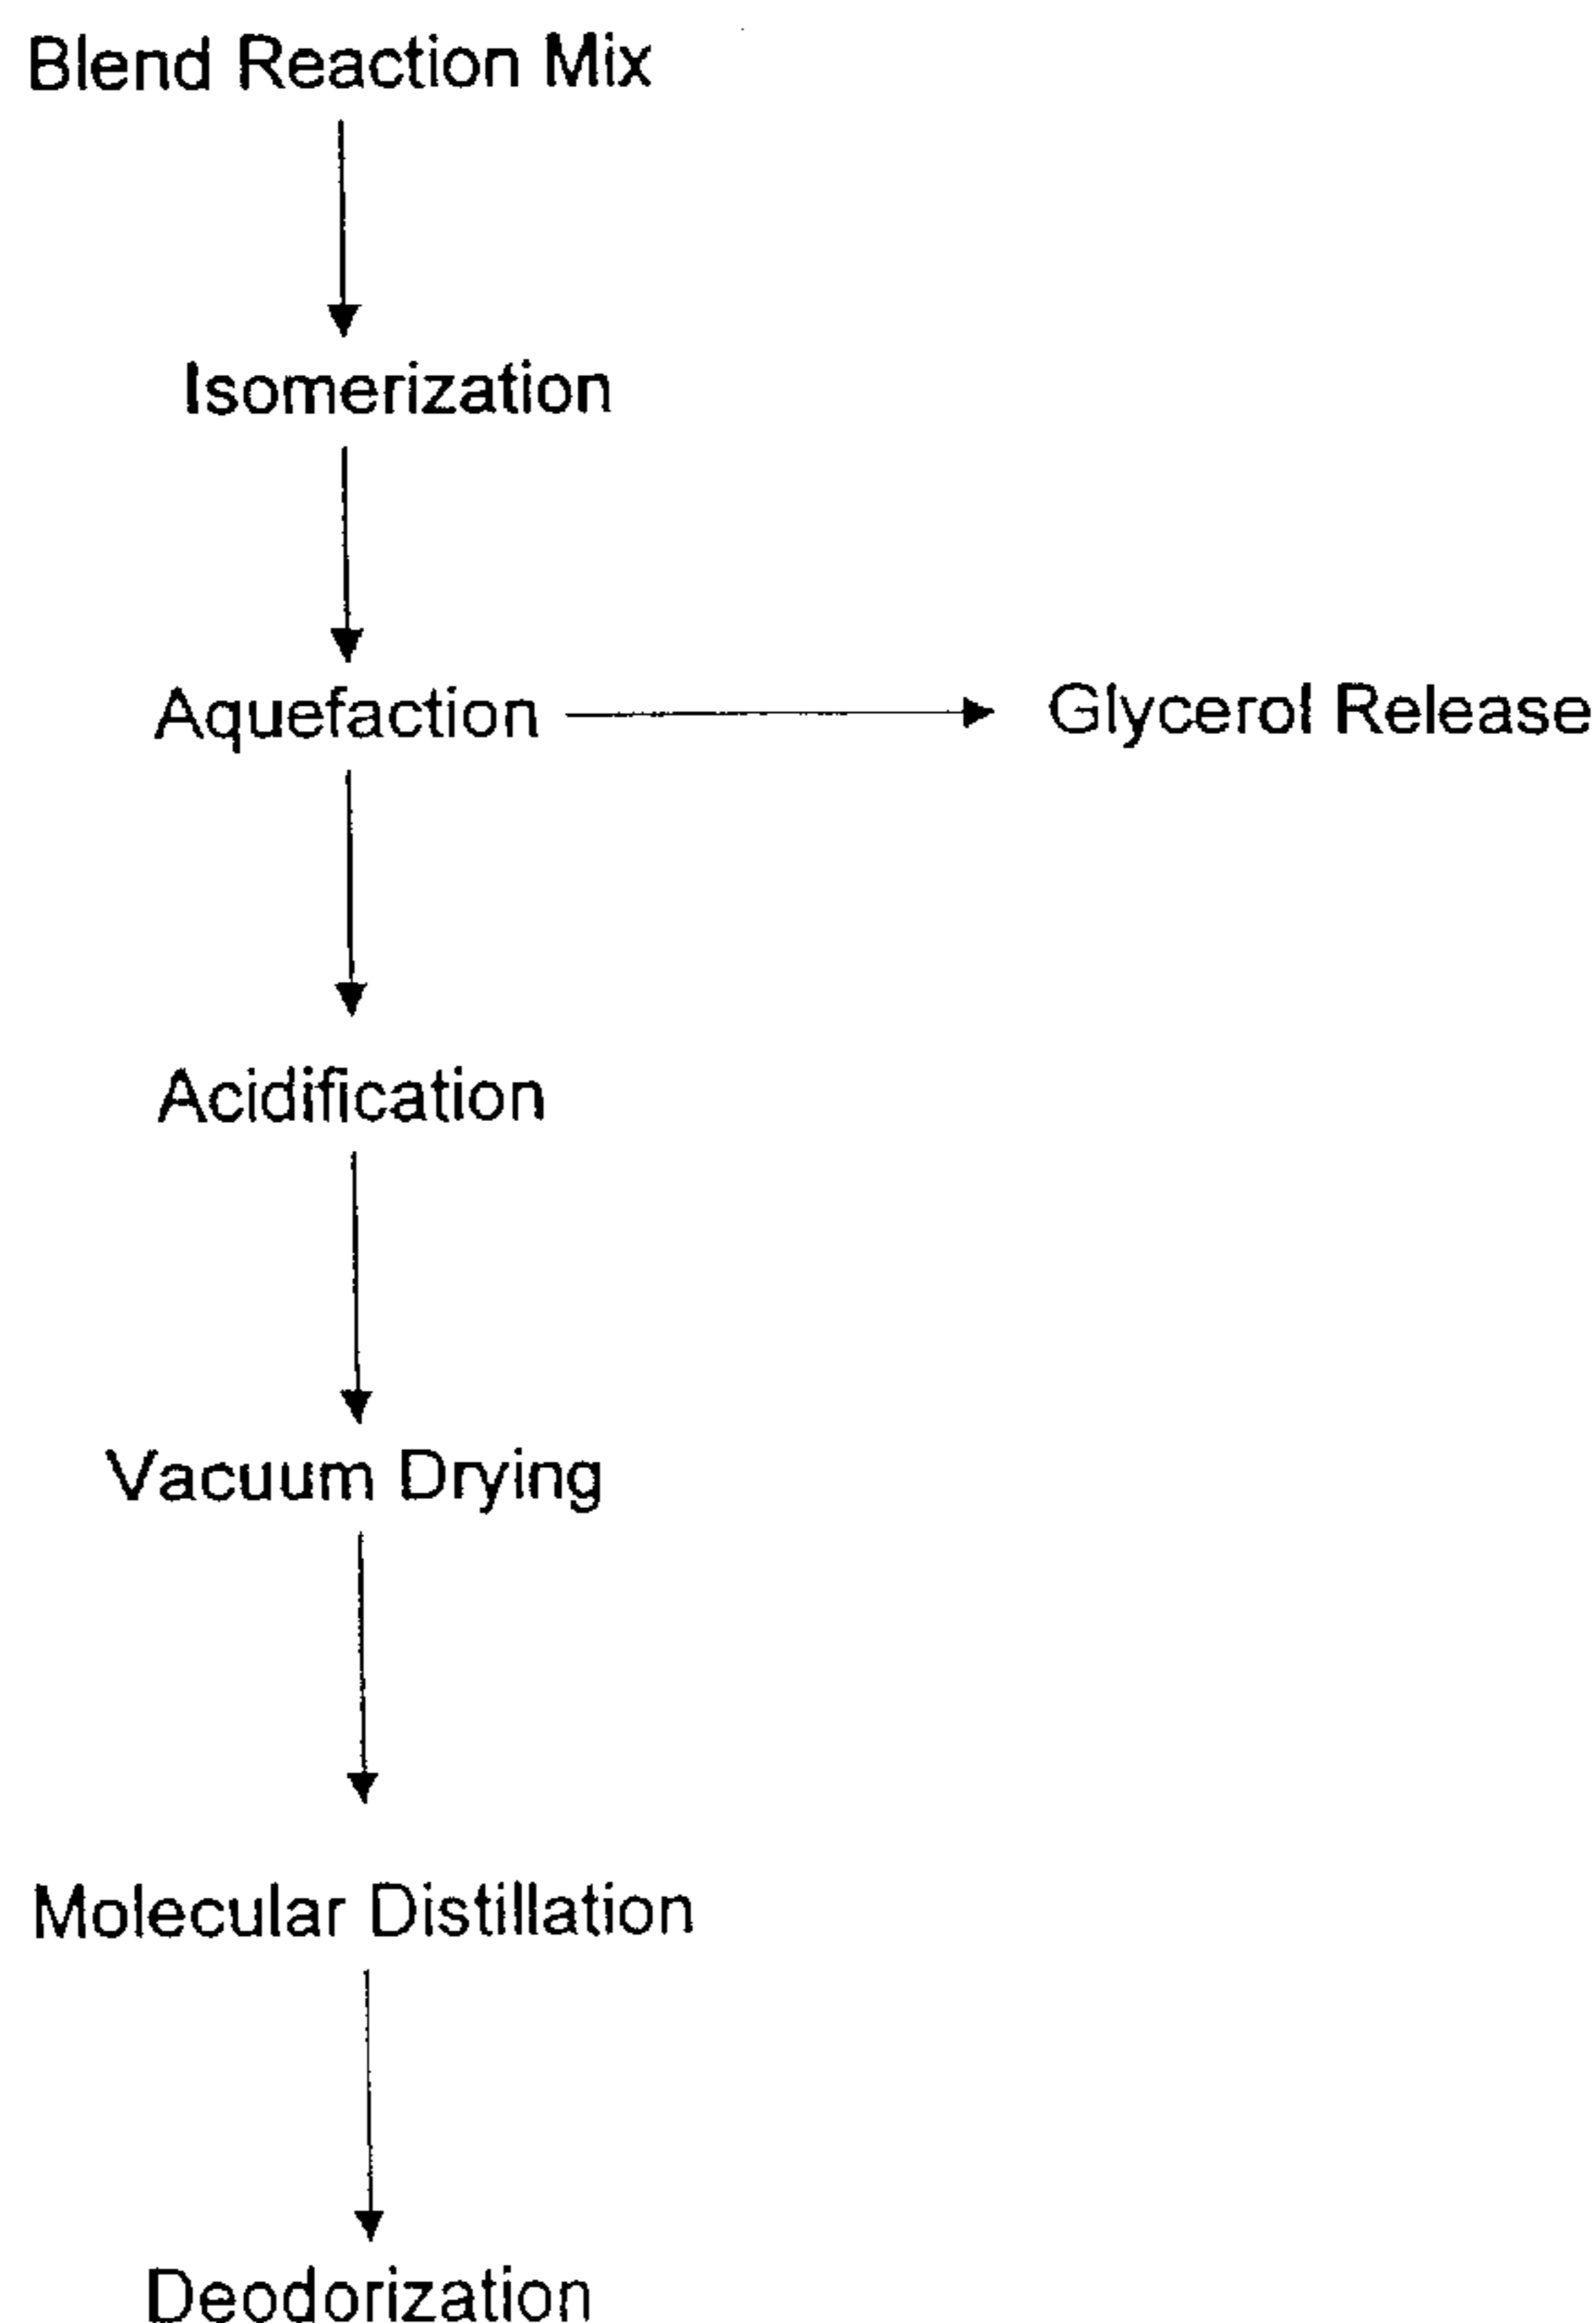 Blend Reaction Mix
Isomerization
Aquefaction
Glycerol Release
Acidification
Vacuum Drying
Molecular Distillation
Deodorization